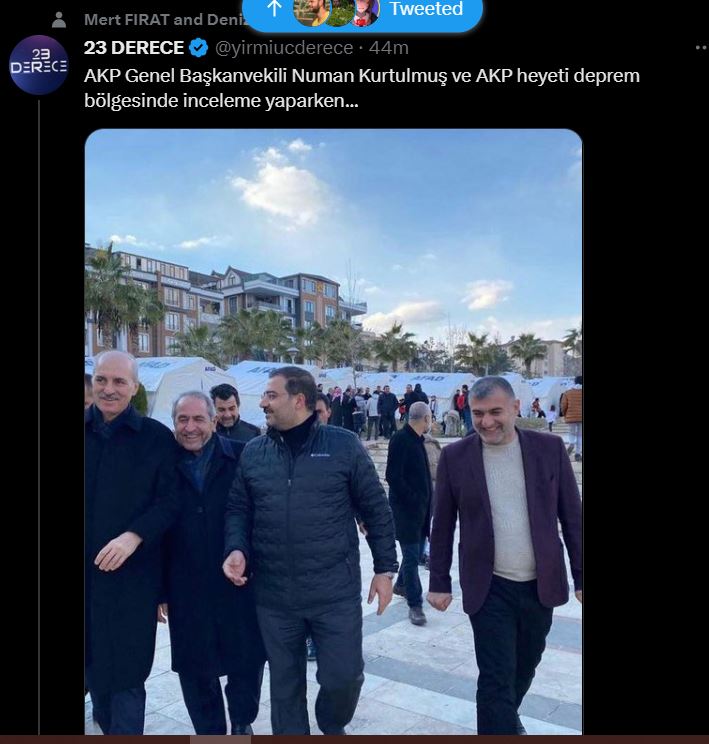 Tweeted
Mert FIRAT and Deniz
23 DERECE @yirmiucderece · 44m
23
DERECE
AKP Genel Başkanvekili Numan Kurtulmuş ve AKP heyeti deprem
bölgesinde inceleme yaparken...
AFAD
AFAD
AFAD
Columbia